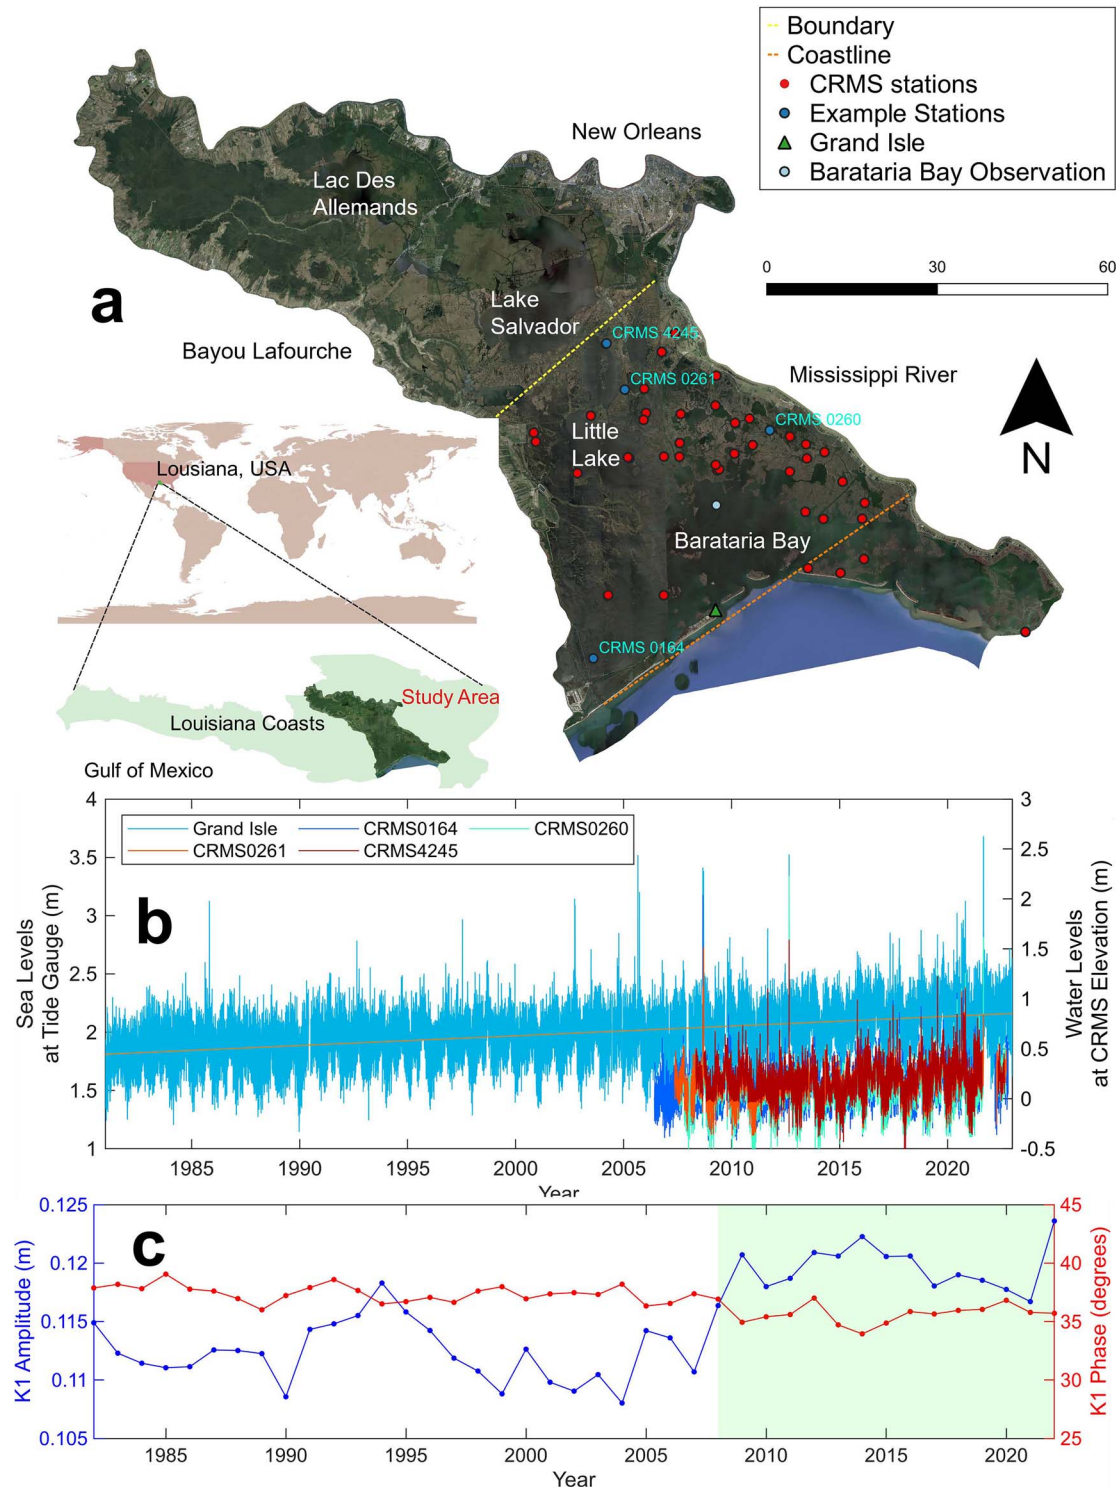 Boundary
Coastline
CRMS stations
Example Stations
Grand Isle
Barataria Bay Observation
0 30 60
New Orleans
Lac Des
Allemands
a
Lake
Salvador
Bayou Lafourche
CRMS 4245
CRMS 0261
Mississippi River
CRMS 0260
Little
Lake
N
Lousiana, USA
Barataria Bay
CRMS 0164
Study Area
Louisiana Coasts
Gulf of Mexico
b
Grand Isle CRMS0164 CRMS0260
CRMS0261 CRMS4245
Sea Levels
at Tide Gauge (m)
4
3.5
3
2.5
2
1.5
1
Water Levels
at CRMS Elevation (m)
3
2.5
2
1.5
1
0.5
0
-0.5
1985 1990 1995 2000 2005 2010 2015 2020
Year
c
K1 Amplitude (m)
0.125
0.12
0.115
0.11
0.105
K1 Phase (degrees)
45
40
35
30
25
1985 1990 1995 2000 2005 2010 2015 2020
Year